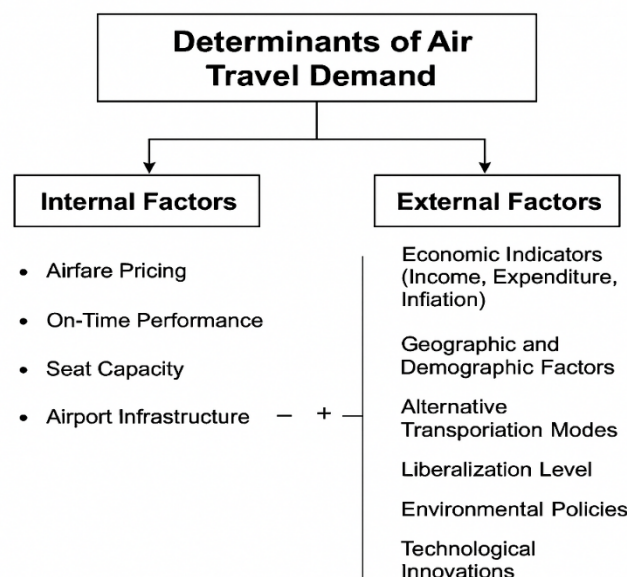 Determinants of Air
Travel Demand
Internal Factors
• Airfare Pricing
• On-Time Performance
• Seat Capacity
• Airport Infrastructure – +
External Factors
Economic Indicators
(Income, Expenditure,
Infiation)
Geographic and
Demographic Factors
Alternative
Transporiation Modes
Liberalization Level
Environmental Policies
Technological
Innovations